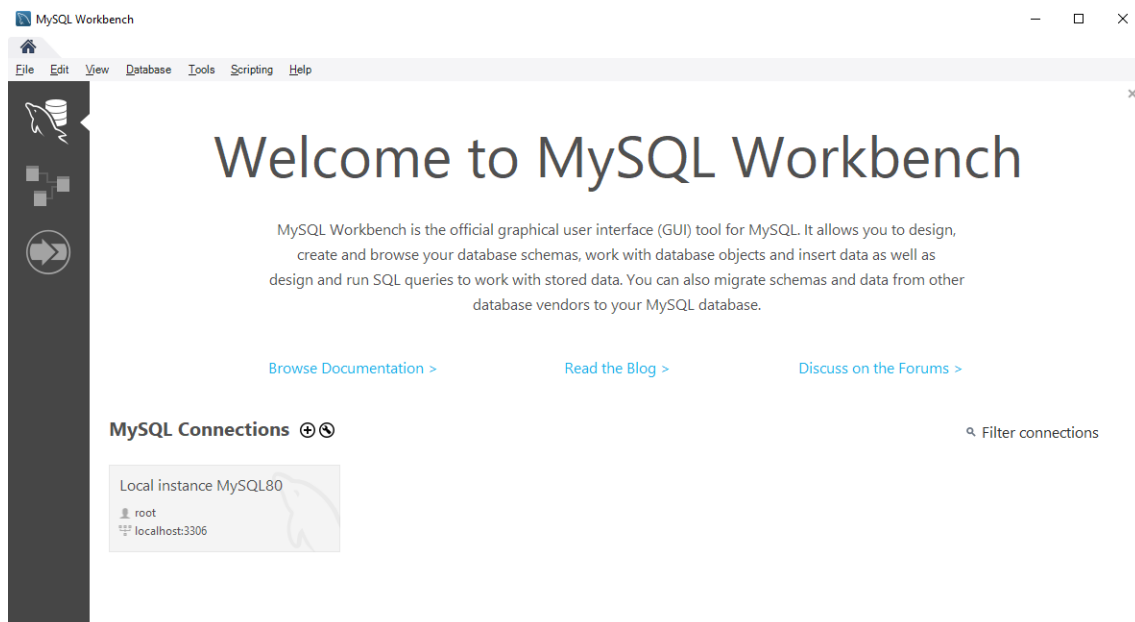 MySQL Workbench
File Edit View Database Tools Scripting Help
Welcome to MySQL Workbench
MySQL Workbench is the official graphical user interface (GUI) tool for MySQL. It allows you to design,
create and browse your database schemas, work with database objects and insert data as well as
design and run SQL queries to work with stored data. You can also migrate schemas and data from other
database vendors to your MySQL database.
Browse Documentation > Read the Blog > Discuss on the Forums >
MySQL Connections Filter connections
Local instance MySQL80
root
localhost:3306